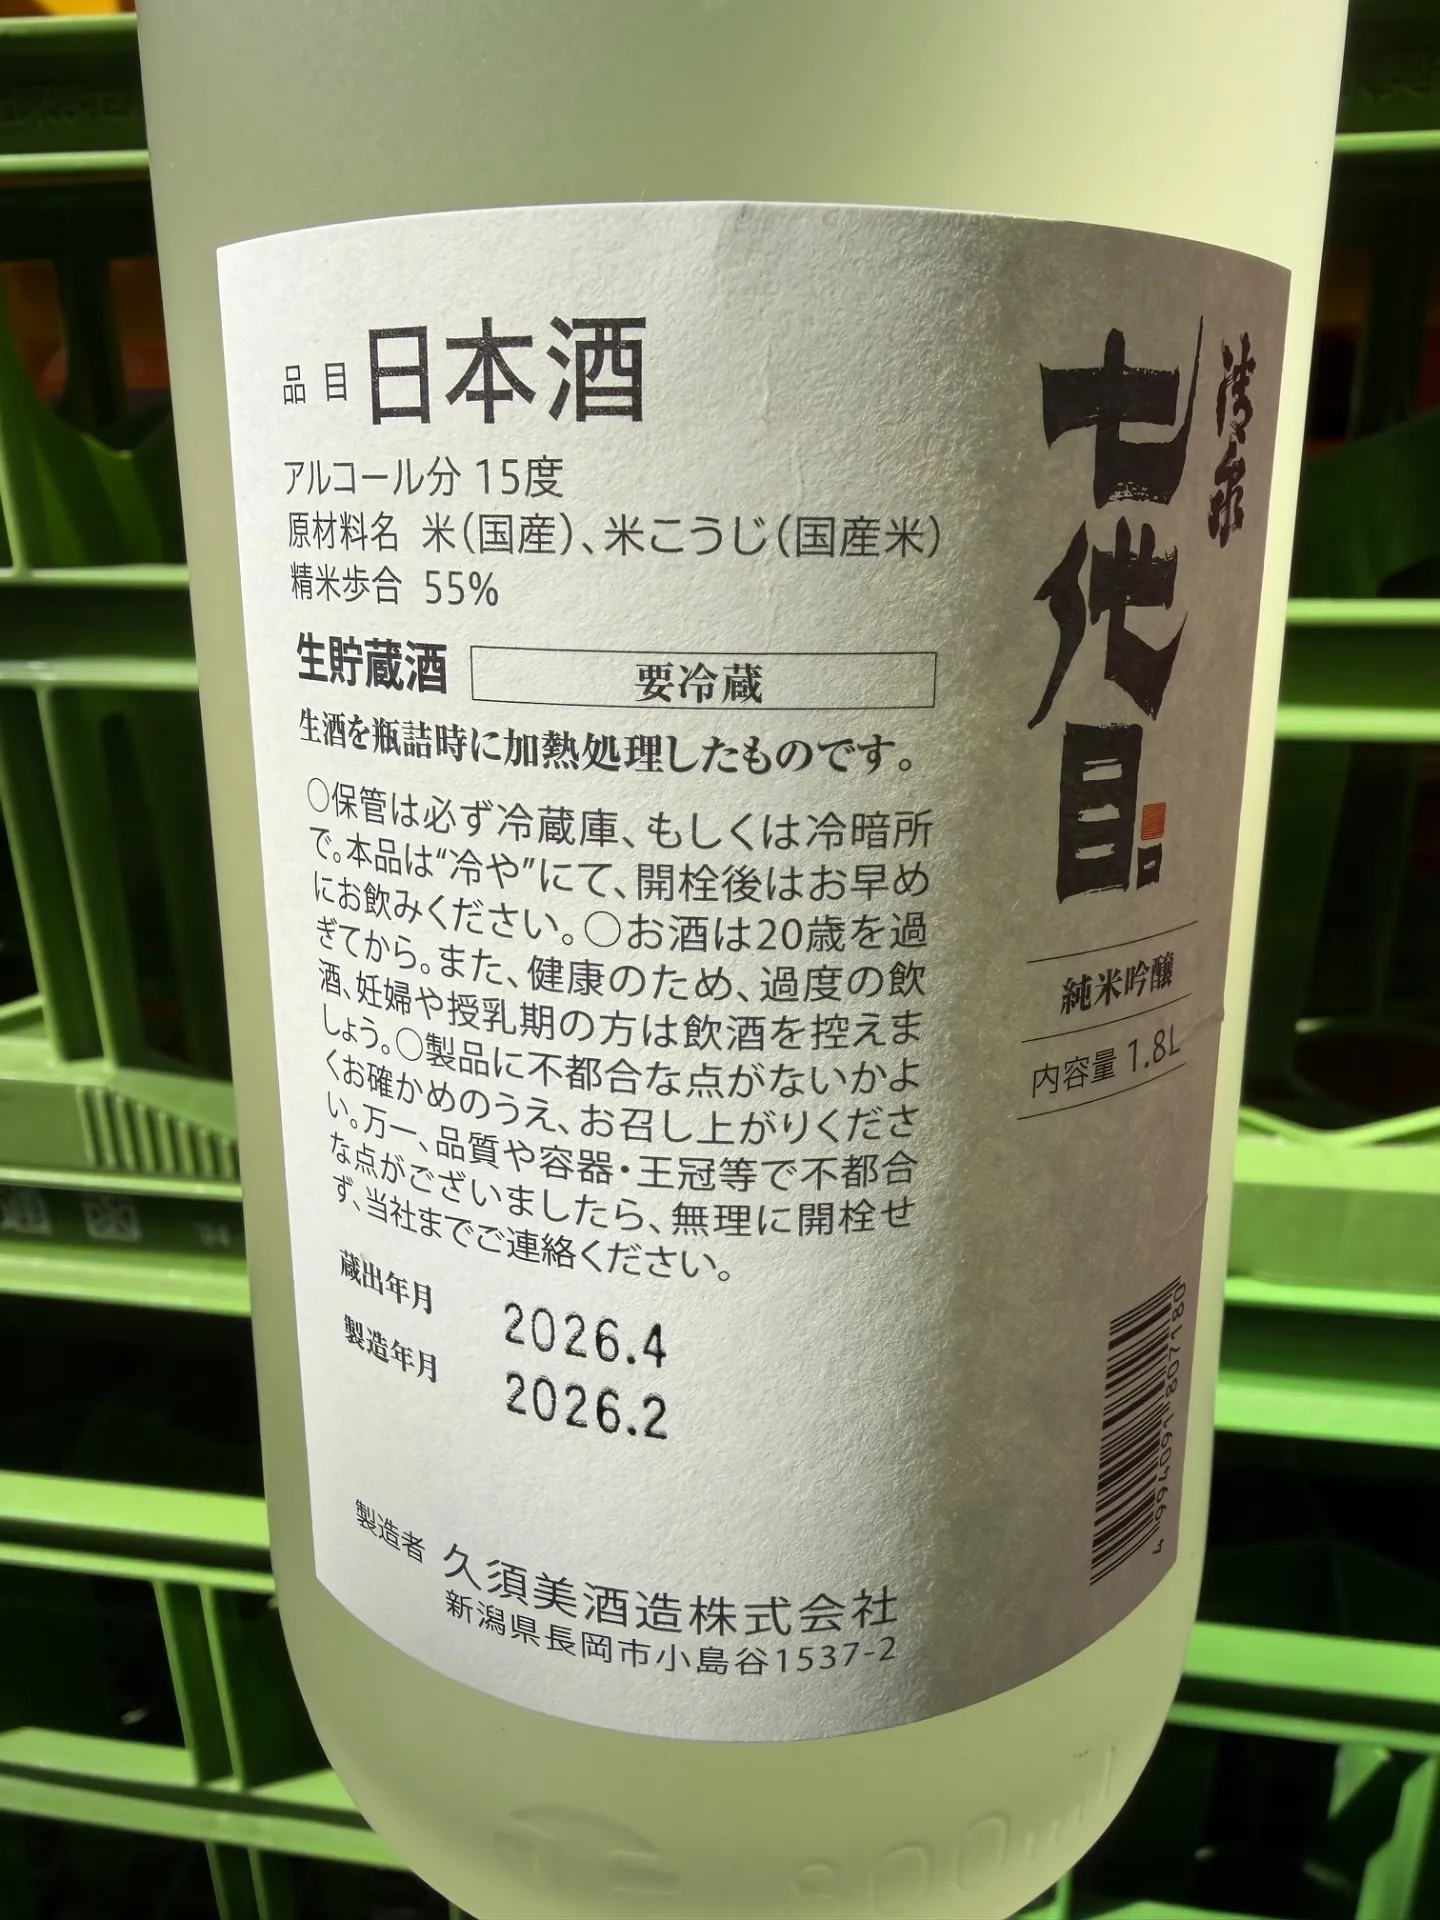 品目 日本酒
アルコール分 15度
原材料名 米(国産)、米こうじ(国産米)
精米歩合 55%
生貯蔵酒 要冷蔵
生酒を瓶詰時に加熱処理したものです。
○保管は必ず冷蔵庫、もしくは冷暗所
で。本品は“冷や”にて、開栓後はお早め
にお飲みください。○お酒は20歳を過
ぎてから。また、健康のため、過度の飲
酒、妊婦や授乳期の方は飲酒を控えま
しょう。○製品に不都合な点がないかよ
くお確かめのうえ、お召し上がりくださ
い。万一、品質や容器・王冠等で不都合
な点がございましたら、無理に開栓せ
ず、当社までご連絡ください。
蔵出年月 2026.4
製造年月 2026.2
製造者 久須美酒造株式会社
新潟県長岡市小島谷1537-2
清泉
七代目
純米吟醸
内容量 1.8L
4994091807180